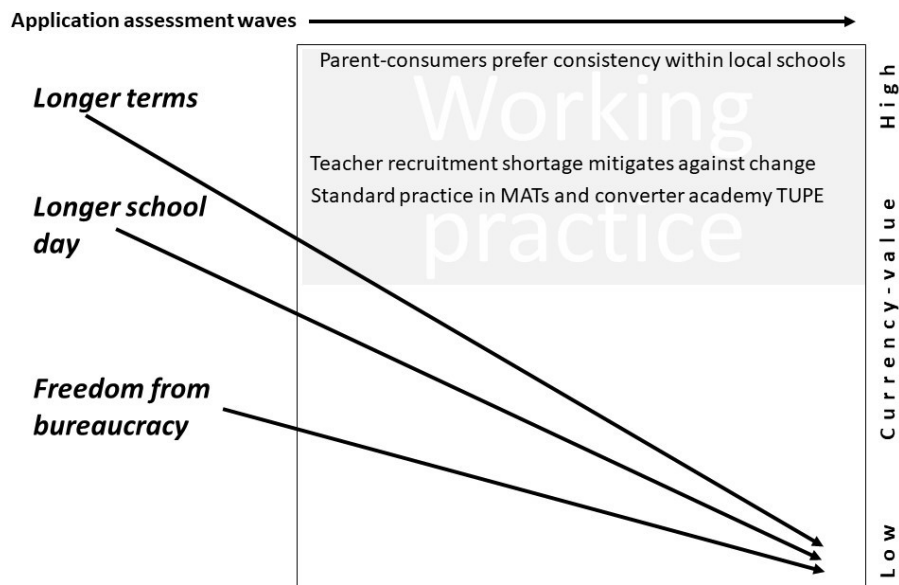 Application assessment waves
Parent-consumers prefer consistency within local schools
Longer terms
Working
Teacher recruitment shortage mitigates against change
Standard practice in MATs and converter academy TUPE
Longer school
day
practice
Freedom from
bureaucracy
High
Currency-value
Low